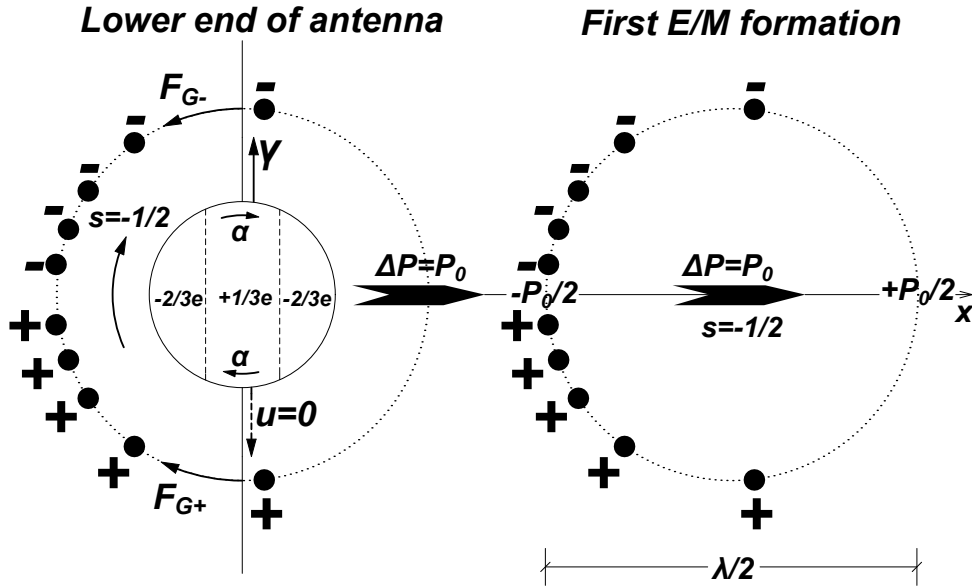 Lower end of antenna
First E/M formation
F_G-
-
-
-
-
-
γ
s=-1/2
α
-2/3e +1/3e -2/3e
α
u=0
ΔP=P_0
+
+
+
+
+
F_G+
-
-
-
-
-
-P_0/2
ΔP=P_0
s=-1/2
+P_0/2
x
+
+
+
+
+
λ/2